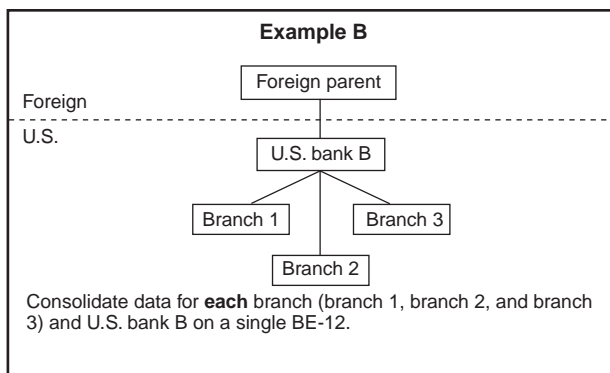 Example B
Foreign parent
Foreign
U.S.
U.S. bank B
Branch 1
Branch 3
Branch 2
Consolidate data for each branch (branch 1, branch 2, and branch
3) and U.S. bank B on a single BE-12.